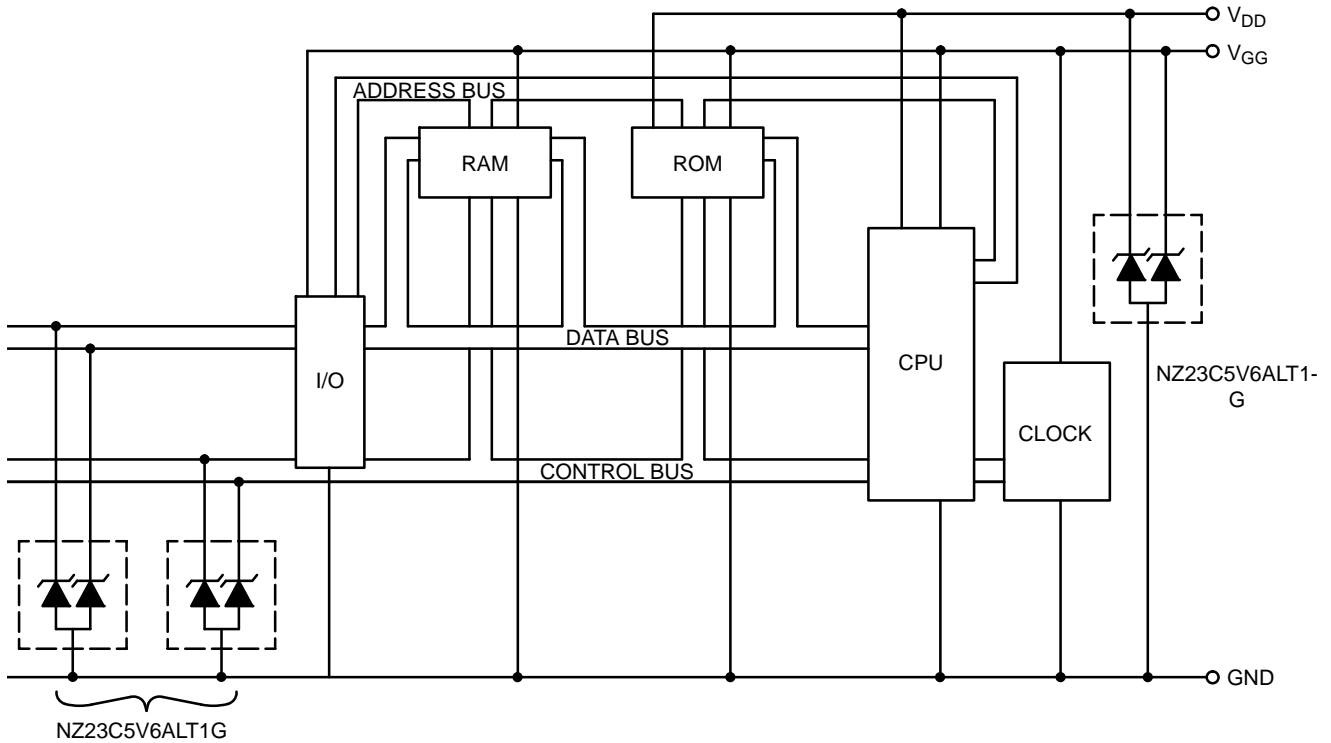 VDD
VGG
ADDRESS BUS
RAM
ROM
DATA BUS
CPU
I/O
NZ23C5V6ALT1-
G
CLOCK
CONTROL BUS
GND
NZ23C5V6ALT1G